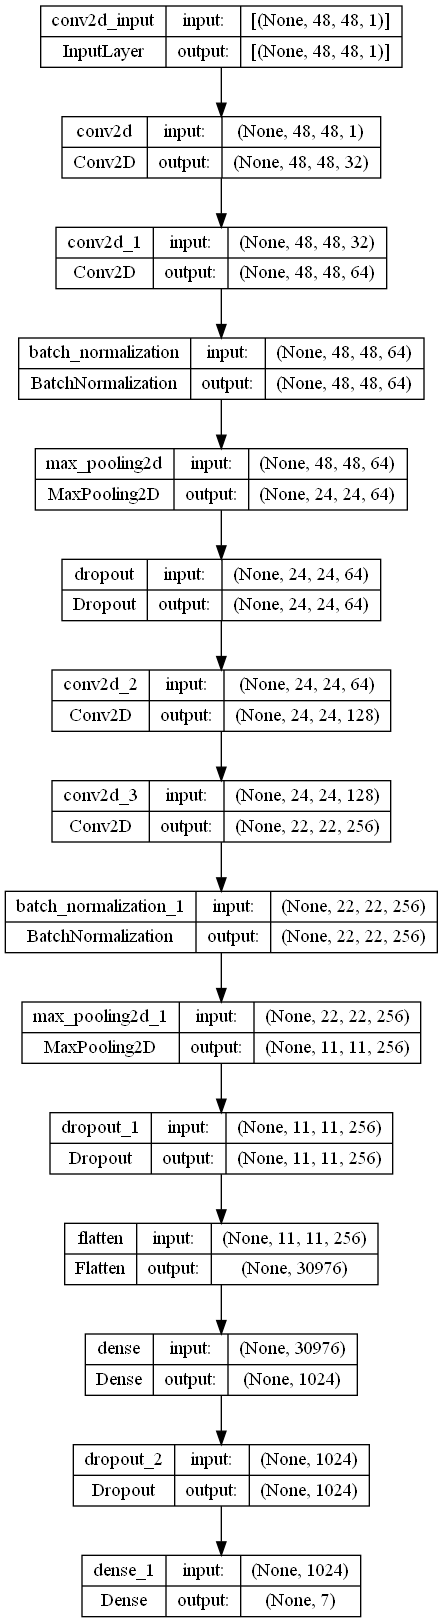 conv2d_input input: [(None, 48, 48, 1)]
InputLayer output: [(None, 48, 48, 1)]
conv2d input: (None, 48, 48, 1)
Conv2D output: (None, 48, 48, 32)
conv2d_1 input: (None, 48, 48, 32)
Conv2D output: (None, 48, 48, 64)
batch_normalization input: (None, 48, 48, 64)
BatchNormalization output: (None, 48, 48, 64)
max_pooling2d input: (None, 48, 48, 64)
MaxPooling2D output: (None, 24, 24, 64)
dropout input: (None, 24, 24, 64)
Dropout output: (None, 24, 24, 64)
conv2d_2 input: (None, 24, 24, 64)
Conv2D output: (None, 24, 24, 128)
conv2d_3 input: (None, 24, 24, 128)
Conv2D output: (None, 22, 22, 256)
batch_normalization_1 input: (None, 22, 22, 256)
BatchNormalization output: (None, 22, 22, 256)
max_pooling2d_1 input: (None, 22, 22, 256)
MaxPooling2D output: (None, 11, 11, 256)
dropout_1 input: (None, 11, 11, 256)
Dropout output: (None, 11, 11, 256)
flatten input: (None, 11, 11, 256)
Flatten output: (None, 30976)
dense input: (None, 30976)
Dense output: (None, 1024)
dropout_2 input: (None, 1024)
Dropout output: (None, 1024)
dense_1 input: (None, 1024)
Dense output: (None, 7)